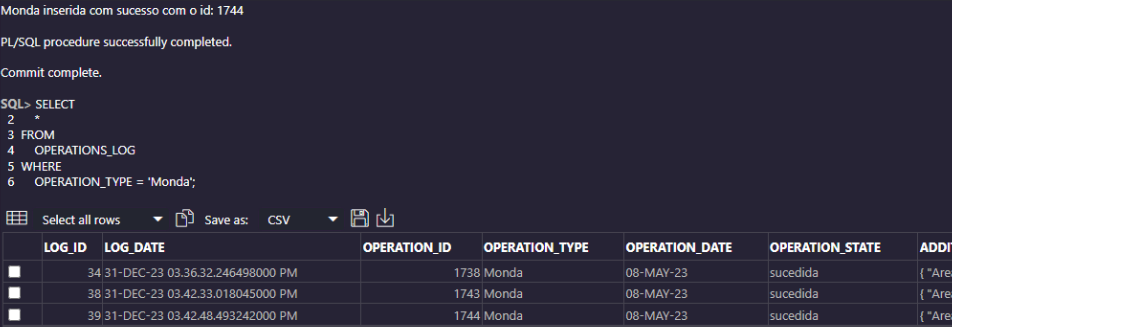 Monda inserida com sucesso com o id: 1744
PL/SQL procedure successfully completed.
Commit complete.
SQL> SELECT
2 *
3 FROM
4 OPERATIONS_LOG
5 WHERE
6 OPERATION_TYPE = 'Monda';
Select all rows Save as: CSV
LOG_ID LOG_DATE OPERATION_ID OPERATION_TYPE OPERATION_DATE OPERATION_STATE ADDI
34 31-DEC-23 03.36.32.246498000 PM 1738 Monda 08-MAY-23 sucedida { "Area
38 31-DEC-23 03.42.33.018045000 PM 1743 Monda 08-MAY-23 sucedida { "Area
39 31-DEC-23 03.42.48.493242000 PM 1744 Monda 08-MAY-23 sucedida { "Area